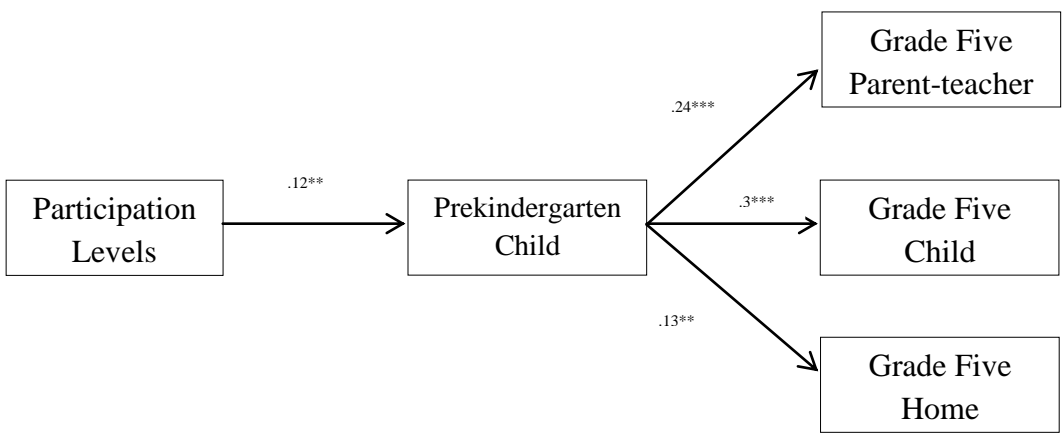 Grade Five
Parent-teacher
.24***
.12**
Participation
Levels
Prekindergarten
Child
.3***
Grade Five
Child
.13**
Grade Five
Home